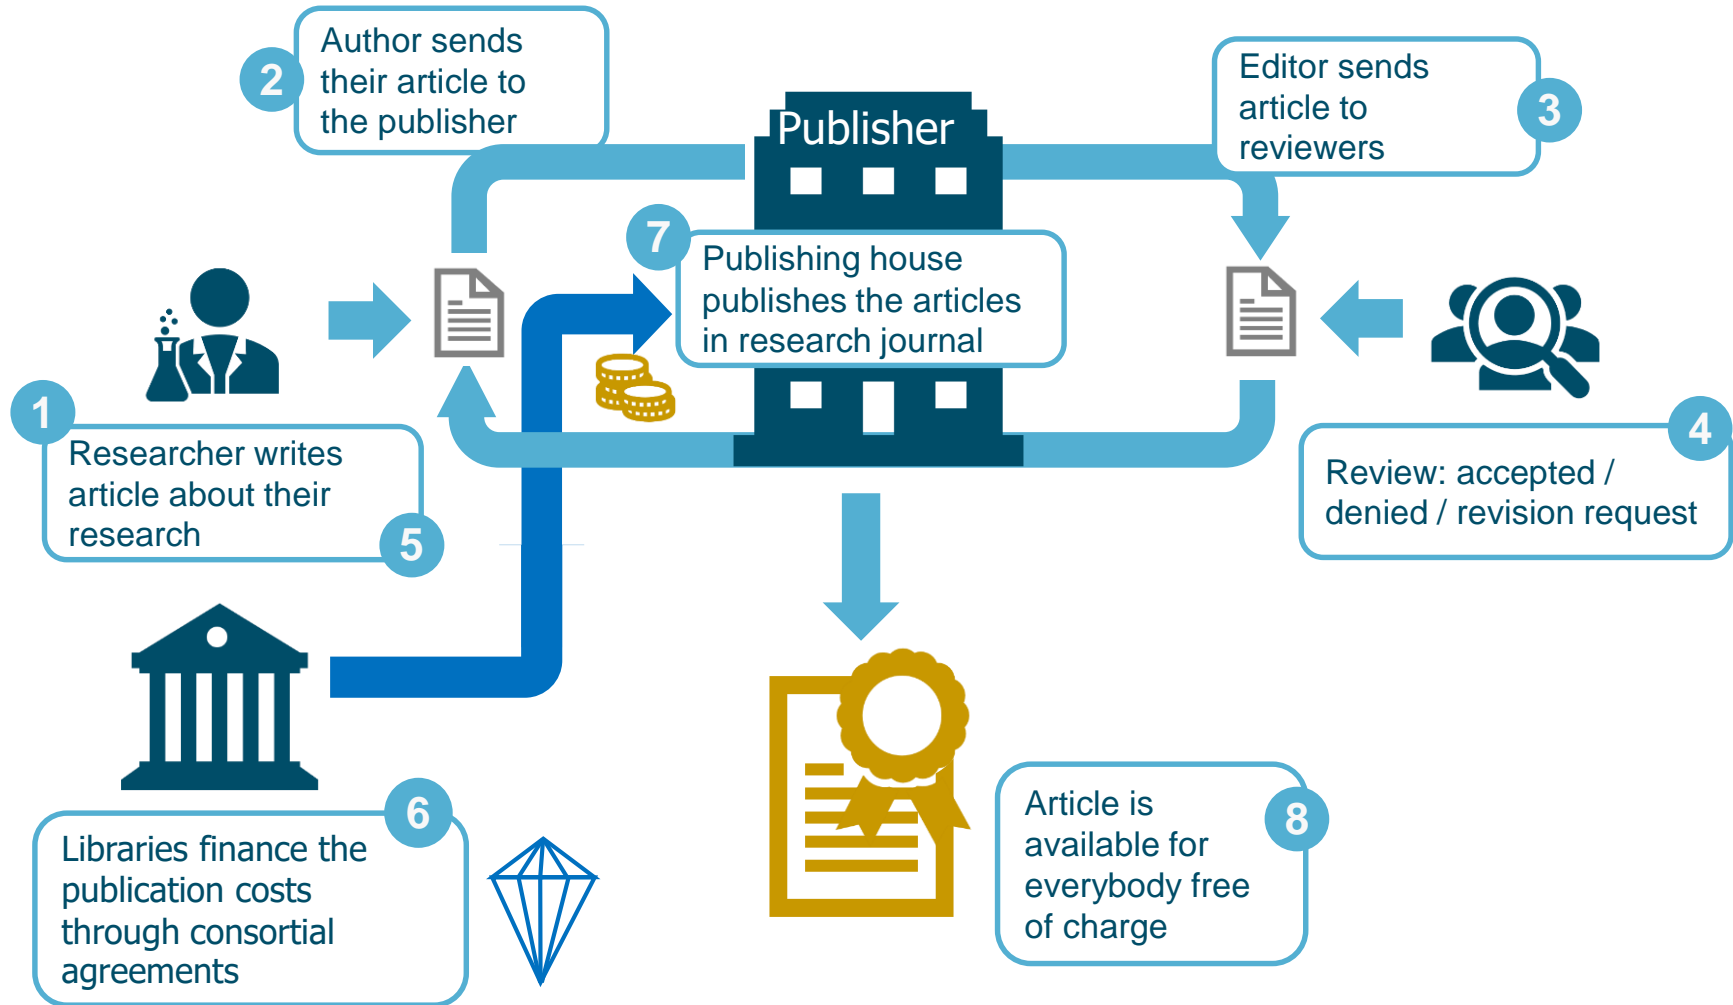 2
Author sends
their article to
the publisher
Publisher
Editor sends
article to
reviewers
3
7
Publishing house
publishes the articles
in research journal
1
Researcher writes
article about their
research
5
4
Review: accepted /
denied / revision request
6
Libraries finance the
publication costs
through consortial
agreements
Article is
available for
everybody free
of charge
8